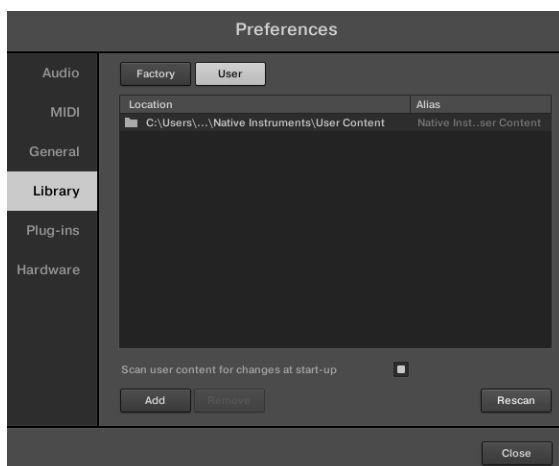 Preferences
Audio
MIDI
General
Library
Plug-ins
Hardware
Factory User
Location Alias
C:\Users\...\Native Instruments\User Content Native Inst..ser Content
Scan user content for changes at start-up
Add Remove Rescan
Close